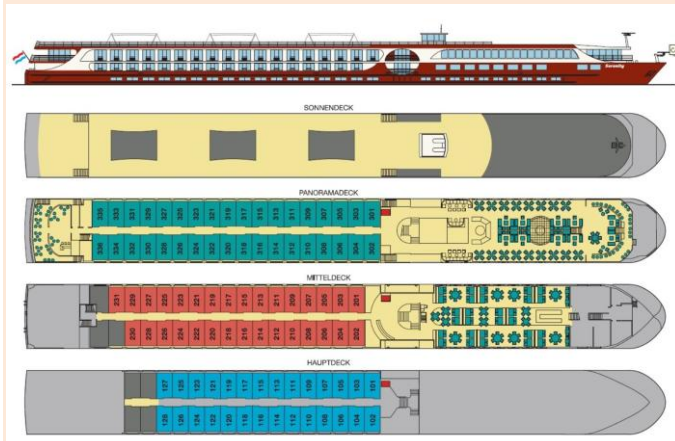 Serenity
SONNENDECK
PANORAMADECK
335 333 331 329 327 325 323 321 319 317 315 313 311 309 307 305 303 301
336 334 332 330 328 326 324 322 320 318 316 314 312 310 308 306 304 302
MITTELDECK
231 229 227 225 223 221 219 217 215 213 211 209 207 205 203 201
230 228 226 224 222 220 218 216 214 212 210 208 206 204 202
HAUPTDECK
127 125 123 121 119 117 115 113 111 109 107 105 103 101
128 126 124 122 120 118 116 114 112 110 108 106 104 102